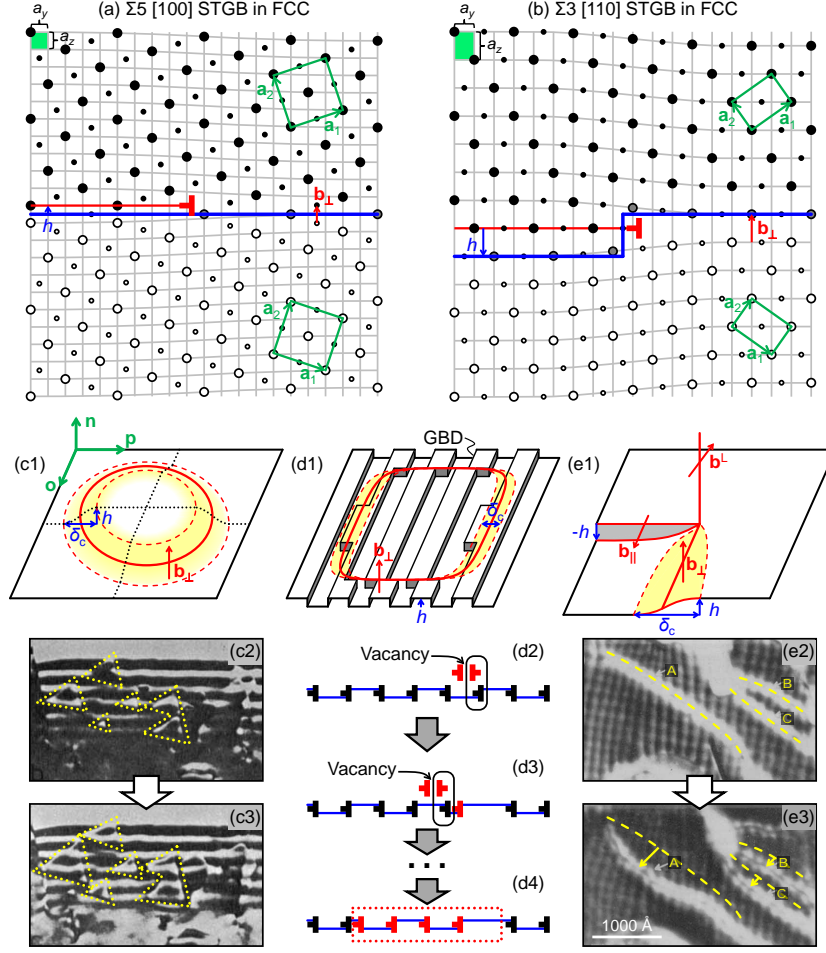 (a) Σ5 [100] STGB in FCC
(b) Σ3 [110] STGB in FCC
a_y
a_z
a_2
a_1
h
b_⊥
a_2
a_1
a_y
a_z
a_2
a_1
h
b_⊥
a_2
a_1
(c1)
n
p
o
h
δ_c
b_⊥
(d1)
GBD
δ_c
b_⊥
h
(e1)
b^L
-h
b_∥
b_⊥
h
δ_c
(c2)
Vacancy
(d2)
(e2)
A
B
C
Vacancy
(d3)
(c3)
(e3)
A
B
C
1000 Å
(d4)